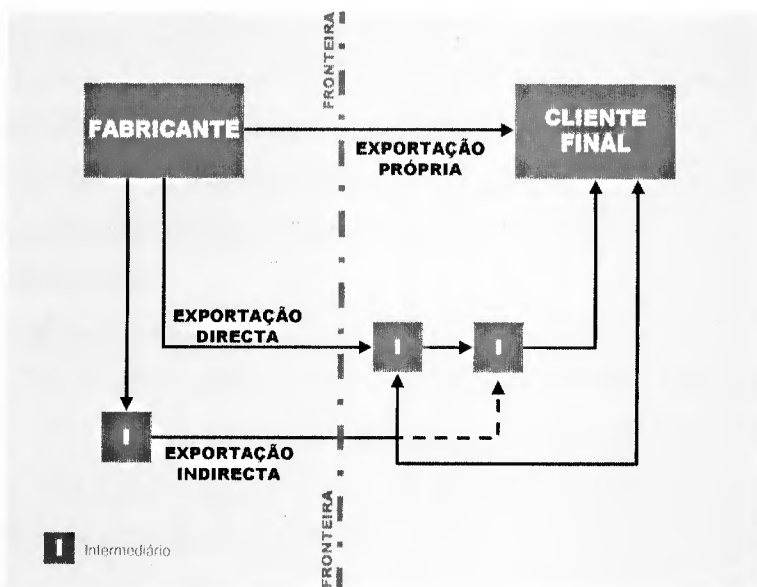 FRONTEIRA
FABRICANTE
CLIENTE
FINAL
EXPORTAÇÃO
PRÓPRIA
EXPORTAÇÃO
DIRECTA
I
I
I
EXPORTAÇÃO
INDIRECTA
FRONTEIRA
I Intermediário